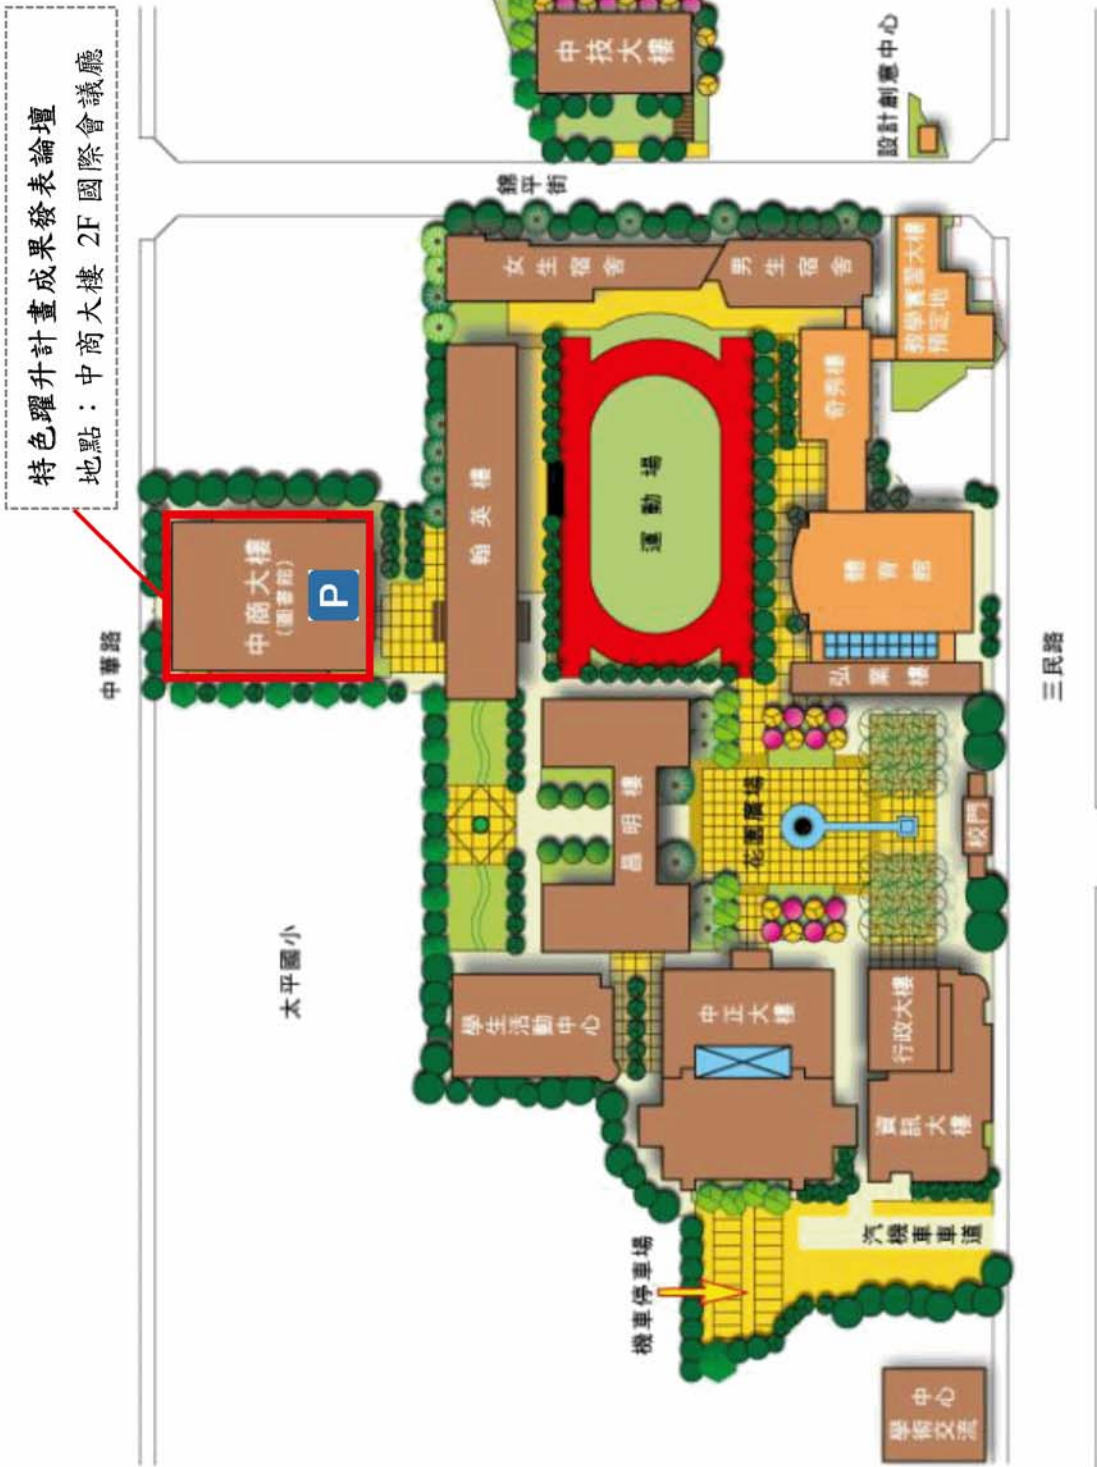 特色躍升計畫成果發表論壇
地點：中商大樓 2F 國際會議廳
中華路
中商大樓
(圖書館)
P
太平國小
翰英樓
女生宿舍
男生宿舍
錦平街
中技大樓
設計創意中心
學生
活動
中心
昌明樓
運動場
中正大樓
花園廣場
奇秀樓
教學實習大樓
預定地
體育館
弘業樓
校門
行政大樓
資訊大樓
機車停車場
汽機車車道
學術交流
中心
三民路